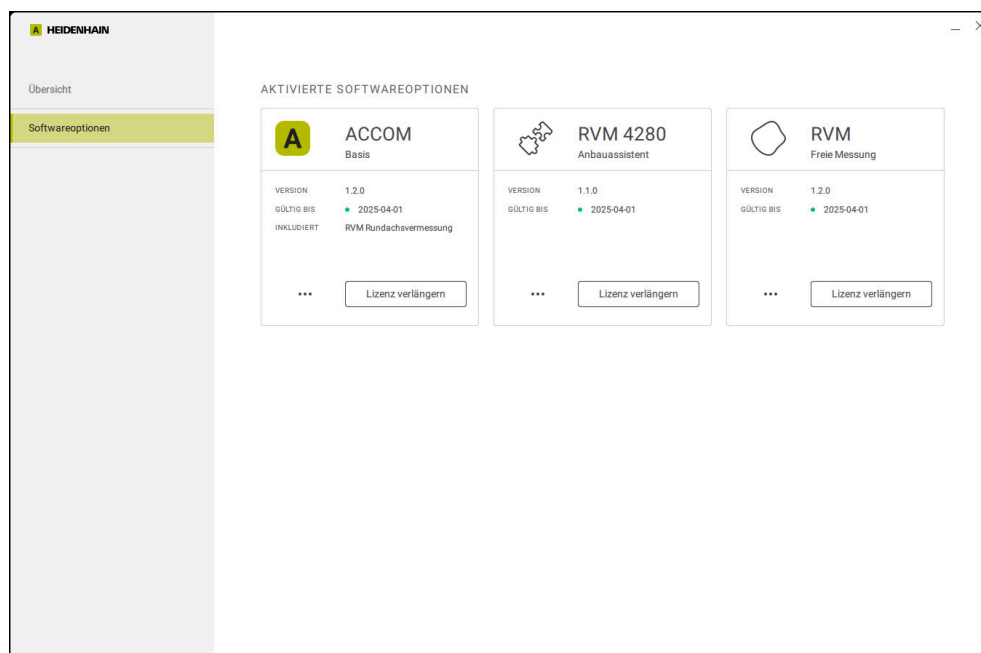 A HEIDENHAIN
Übersicht
Softwareoptionen
AKTIVIERTE SOFTWAREOPTIONEN
A
ACCOM
Basis
VERSION 1.2.0
GÜLTIG BIS 2025-04-01
INKLUDIERT RVM Rundachsvermessung
Lizenz verlängern
RVM 4280
Anbauassistent
VERSION 1.1.0
GÜLTIG BIS 2025-04-01
Lizenz verlängern
RVM
Freie Messung
VERSION 1.2.0
GÜLTIG BIS 2025-04-01
Lizenz verlängern